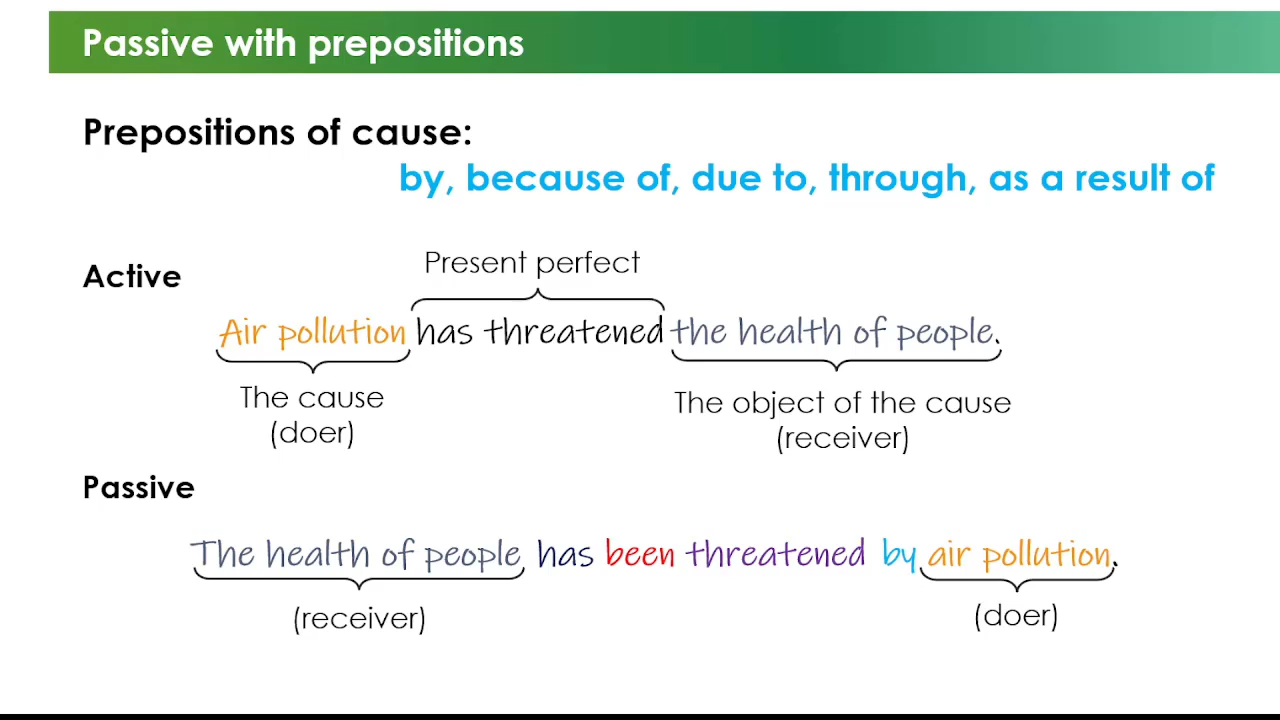 Passive with prepositions
Prepositions of cause:
by, because of, due to, through, as a result of
Present perfect
Active
Air pollution has threatened the health of people.
The cause
(doer)
The object of the cause
(receiver)
Passive
The health of people has been threatened by air pollution.
(receiver)
(doer)